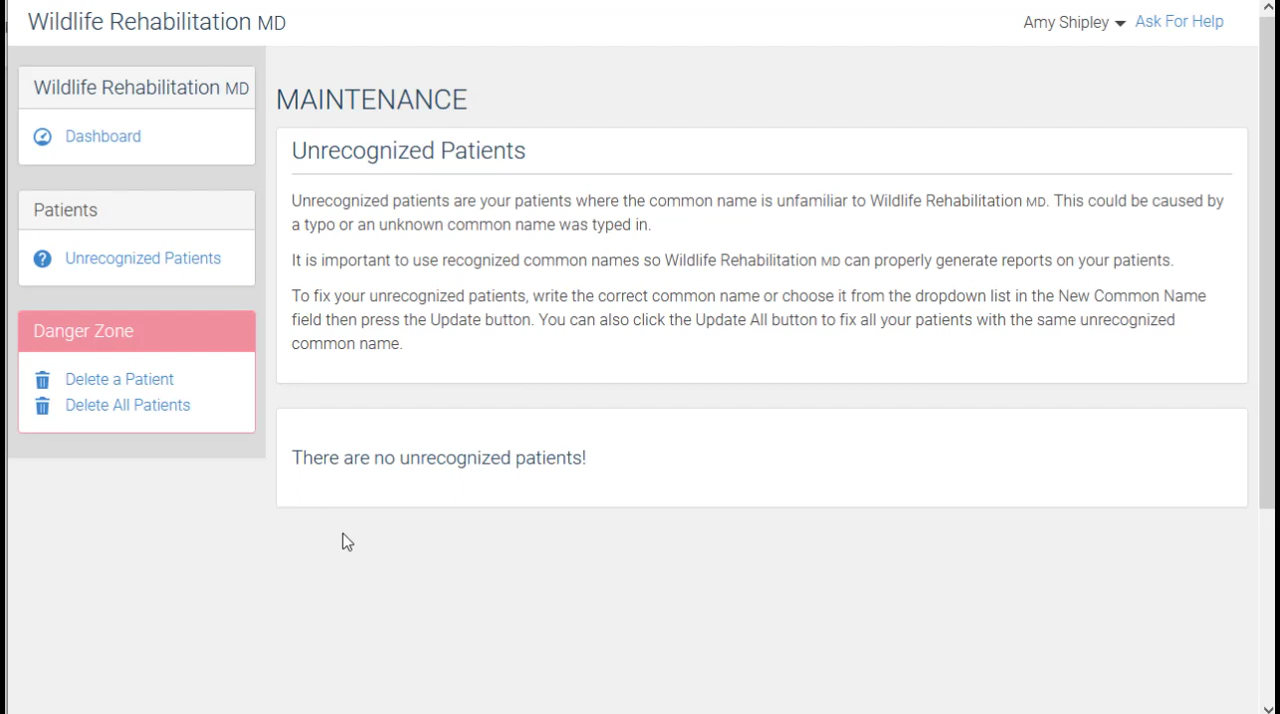 Wildlife Rehabilitation MD
Amy Shipley Ask For Help
Wildlife Rehabilitation MD
Dashboard
Patients
Unrecognized Patients
Danger Zone
Delete a Patient
Delete All Patients
MAINTENANCE
Unrecognized Patients
Unrecognized patients are your patients where the common name is unfamiliar to Wildlife Rehabilitation MD. This could be caused by
a typo or an unknown common name was typed in.
It is important to use recognized common names so Wildlife Rehabilitation MD can properly generate reports on your patients.
To fix your unrecognized patients, write the correct common name or choose it from the dropdown list in the New Common Name
field then press the Update button. You can also click the Update All button to fix all your patients with the same unrecognized
common name.
There are no unrecognized patients!